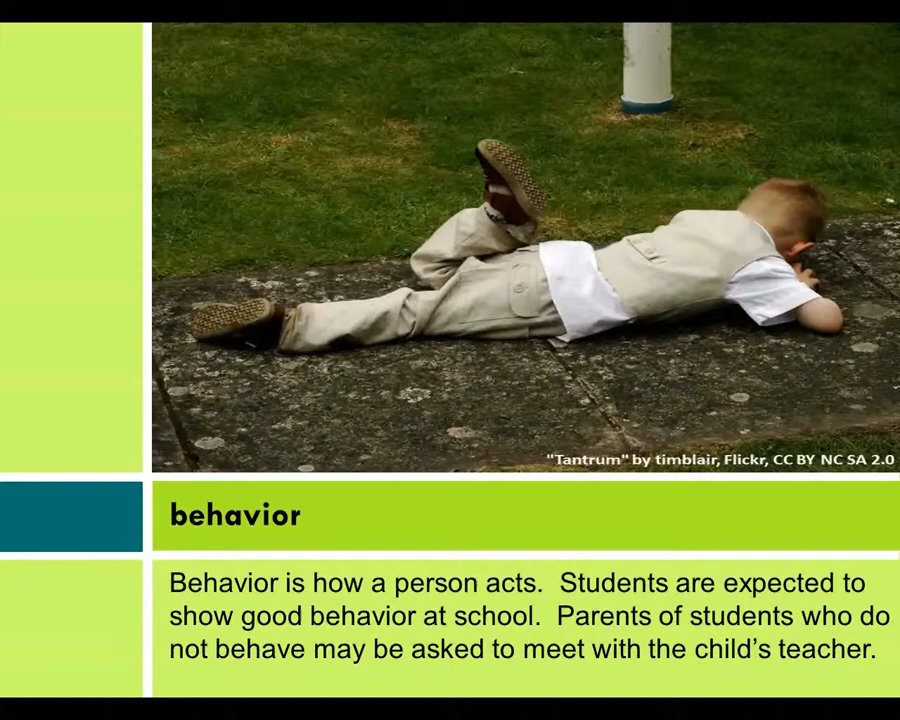 "Tantrum" by timblair, Flickr, CC BY NC SA 2.0
behavior
Behavior is how a person acts.  Students are expected to
show good behavior at school.  Parents of students who do
not behave may be asked to meet with the child's teacher.